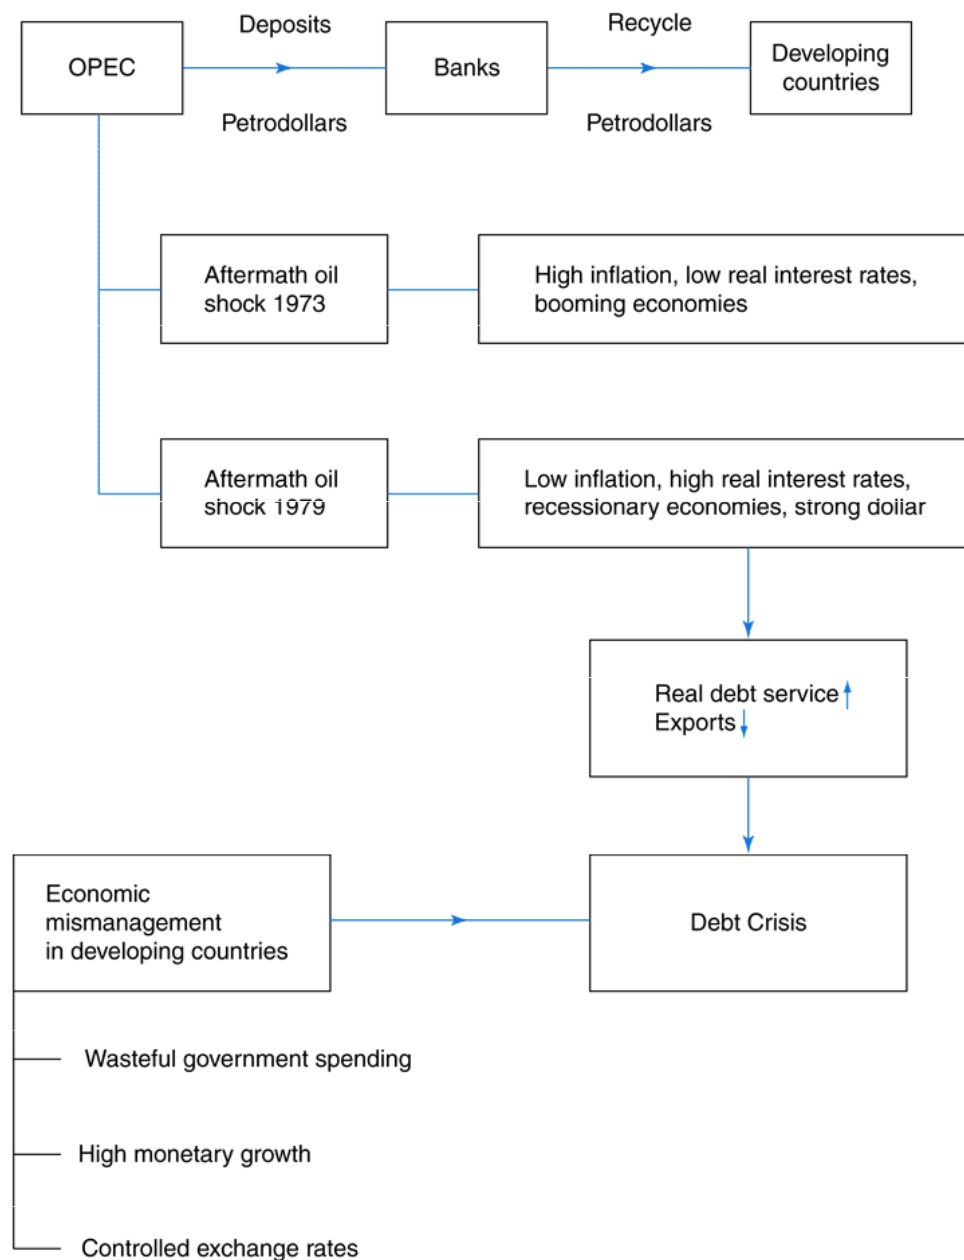 Deposits
Recycle
OPEC
Banks
Developing
countries
Petrodollars
Petrodollars
Aftermath oil
shock 1973
High inflation, low real interest rates,
booming economies
Aftermath oil
shock 1979
Low inflation, high real interest rates,
recessionary economies, strong dollar
Real debt service
Exports
Economic
mismanagement
in developing countries
Debt Crisis
Wasteful government spending
High monetary growth
Controlled exchange rates